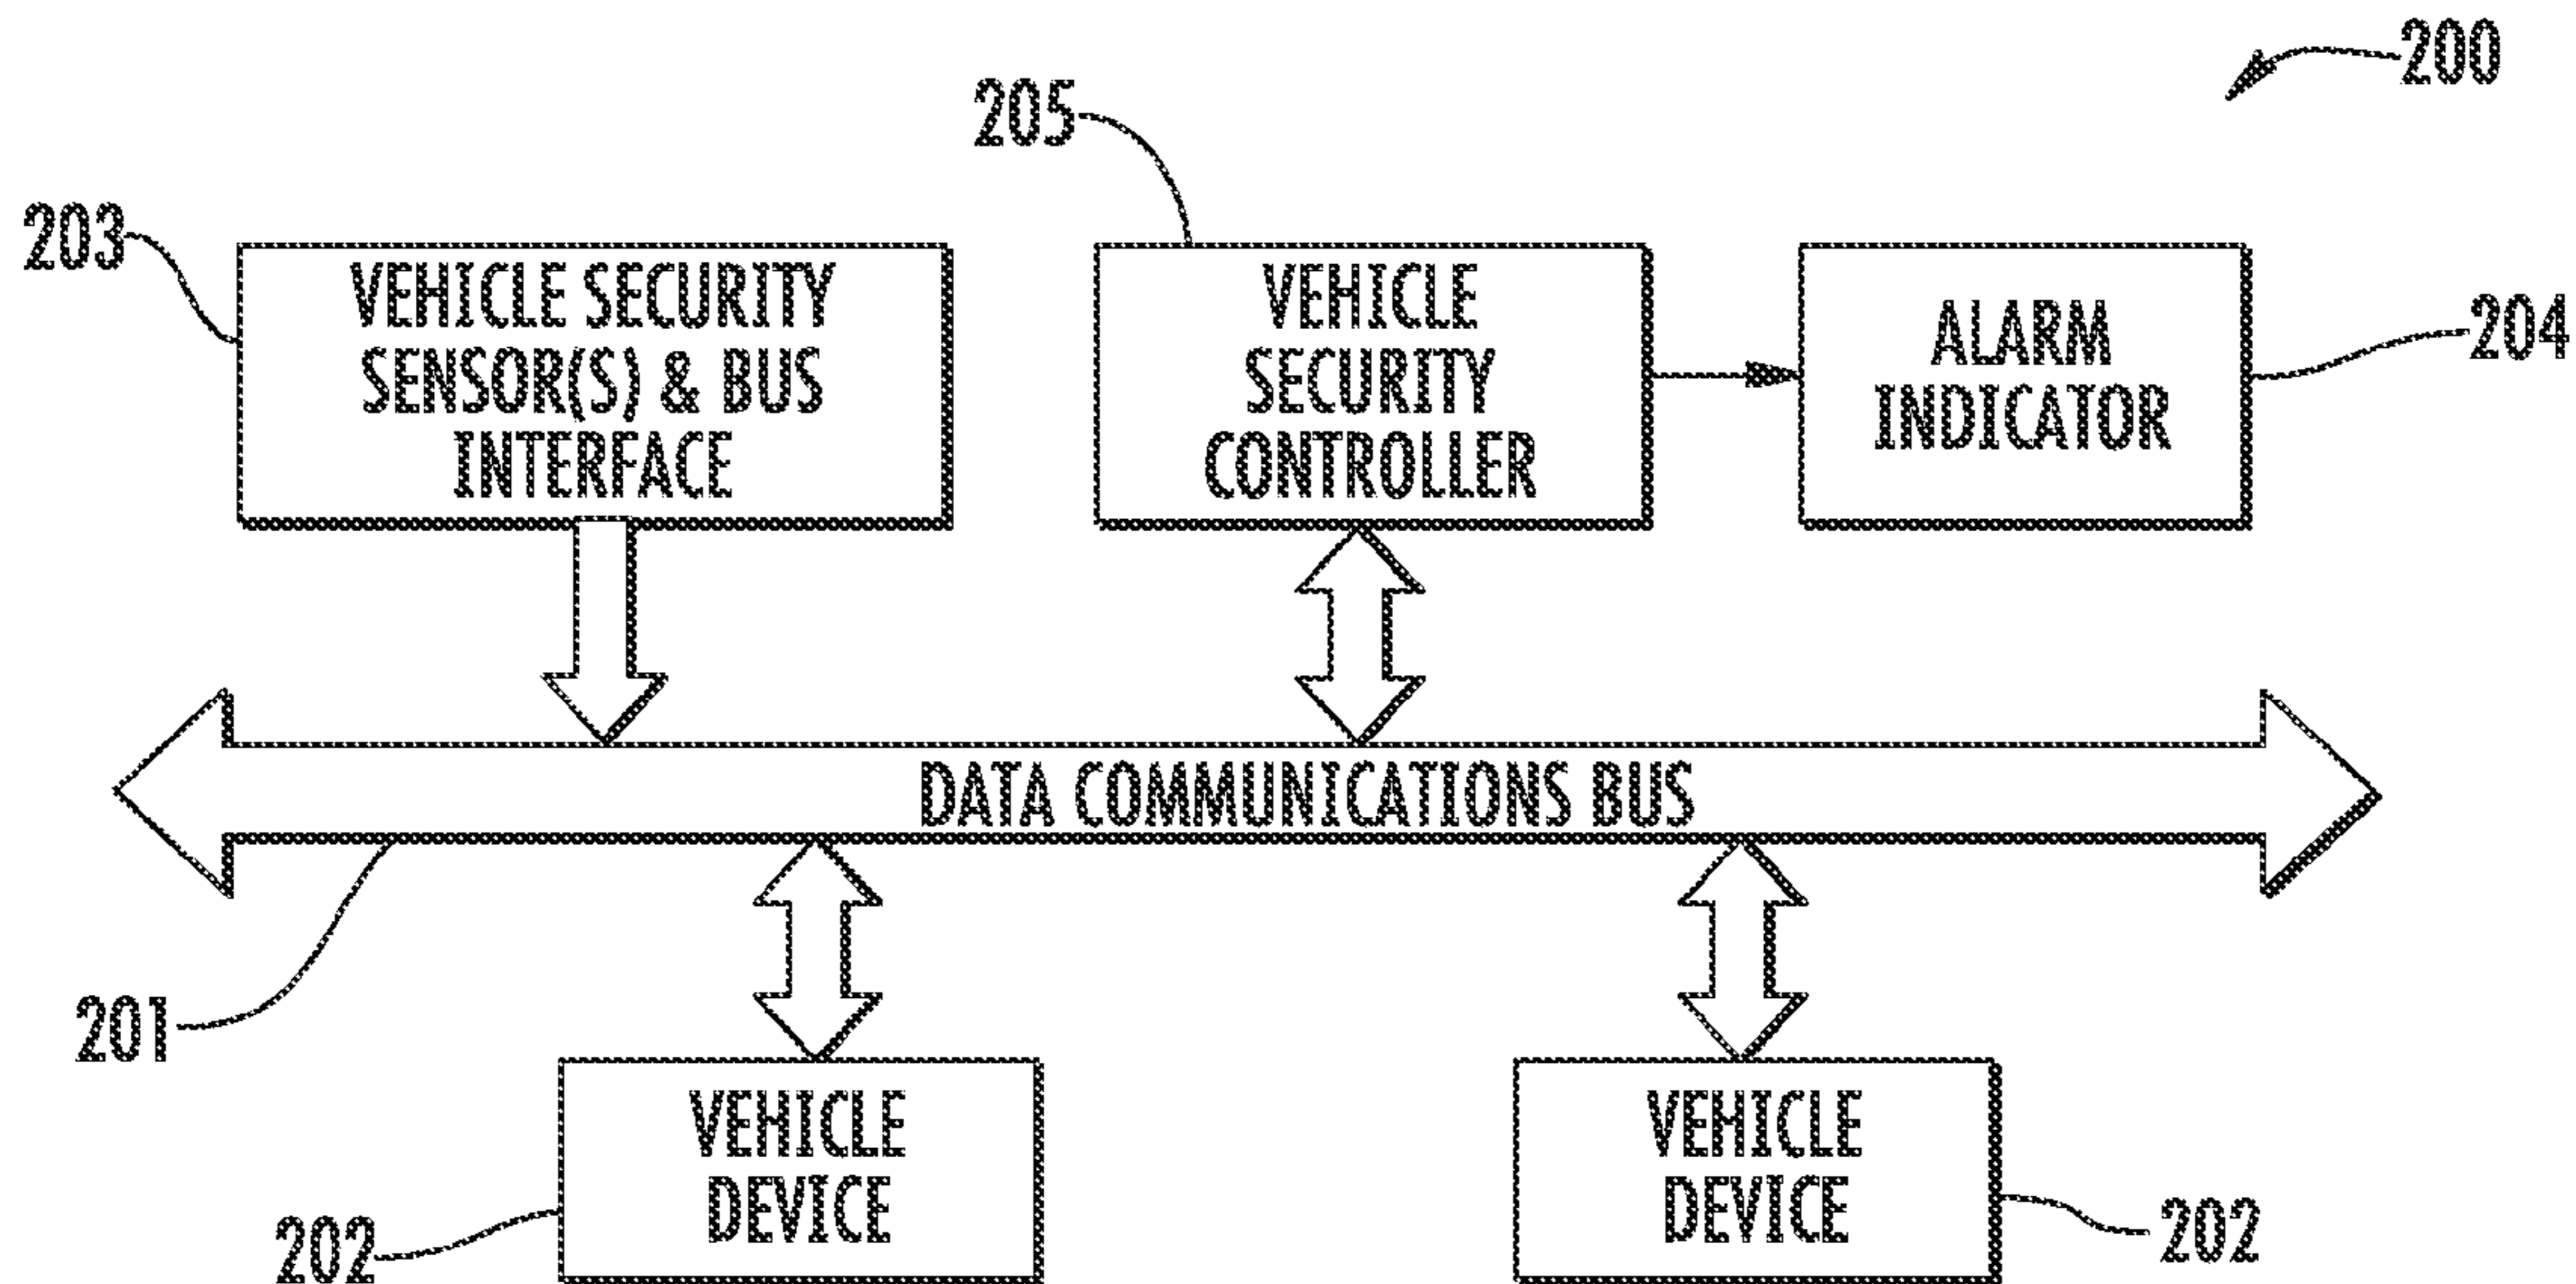 200
205
203
VEHICLE SECURITY
SENSOR(S) & BUS
INTERFACE
VEHICLE
SECURITY
CONTROLLER
ALARM
INDICATOR
204
DATA COMMUNICATIONS BUS
201
VEHICLE
DEVICE
202
VEHICLE
DEVICE
202